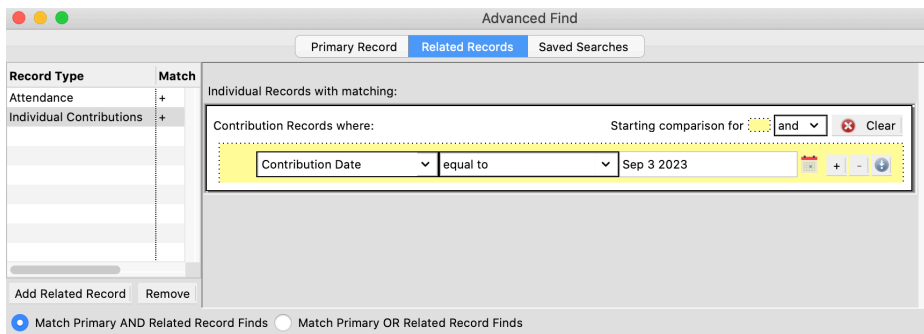 Advanced Find
Primary Record Related Records Saved Searches
Record Type Match
Attendance +
Individual Contributions +
Individual Records with matching:
Contribution Records where: Starting comparison for and Clear
Contribution Date equal to Sep 3 2023 + -
Add Related Record Remove
Match Primary AND Related Record Finds Match Primary OR Related Record Finds